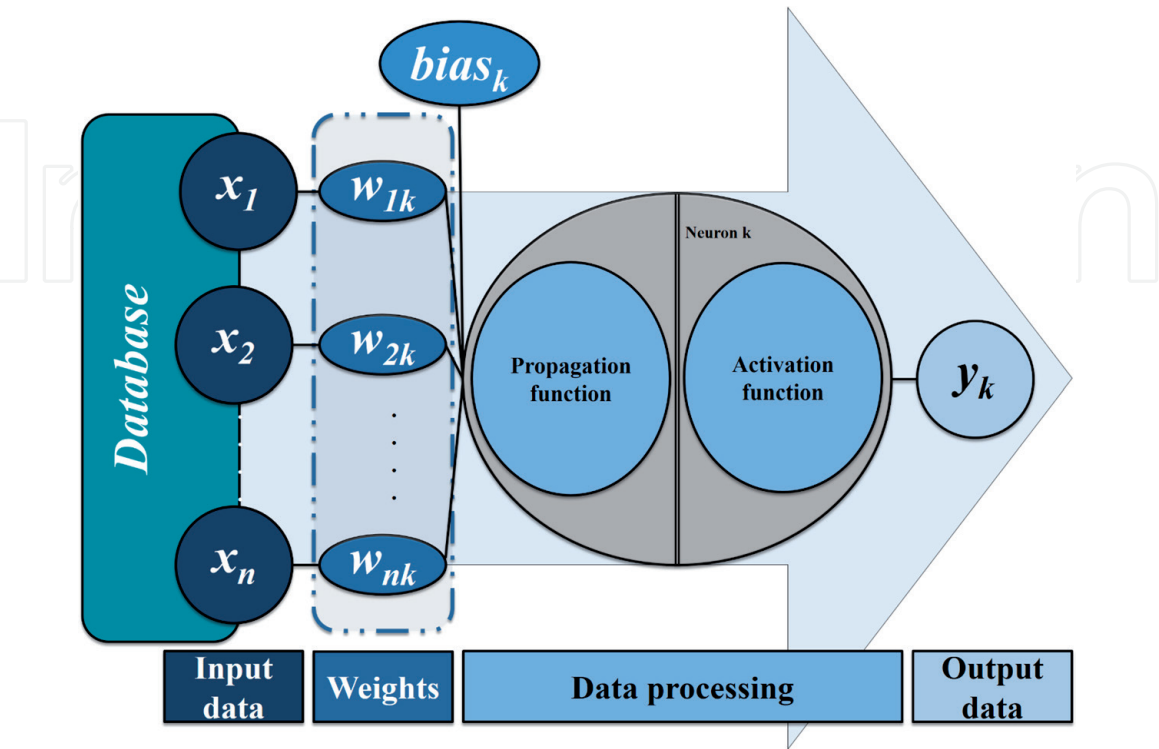 bias_k
Database
x_1
w_1k
x_2
w_2k
x_n
w_nk
Neuron k
Propagation
function
Activation
function
y_k
Input
data
Weights
Data processing
Output
data